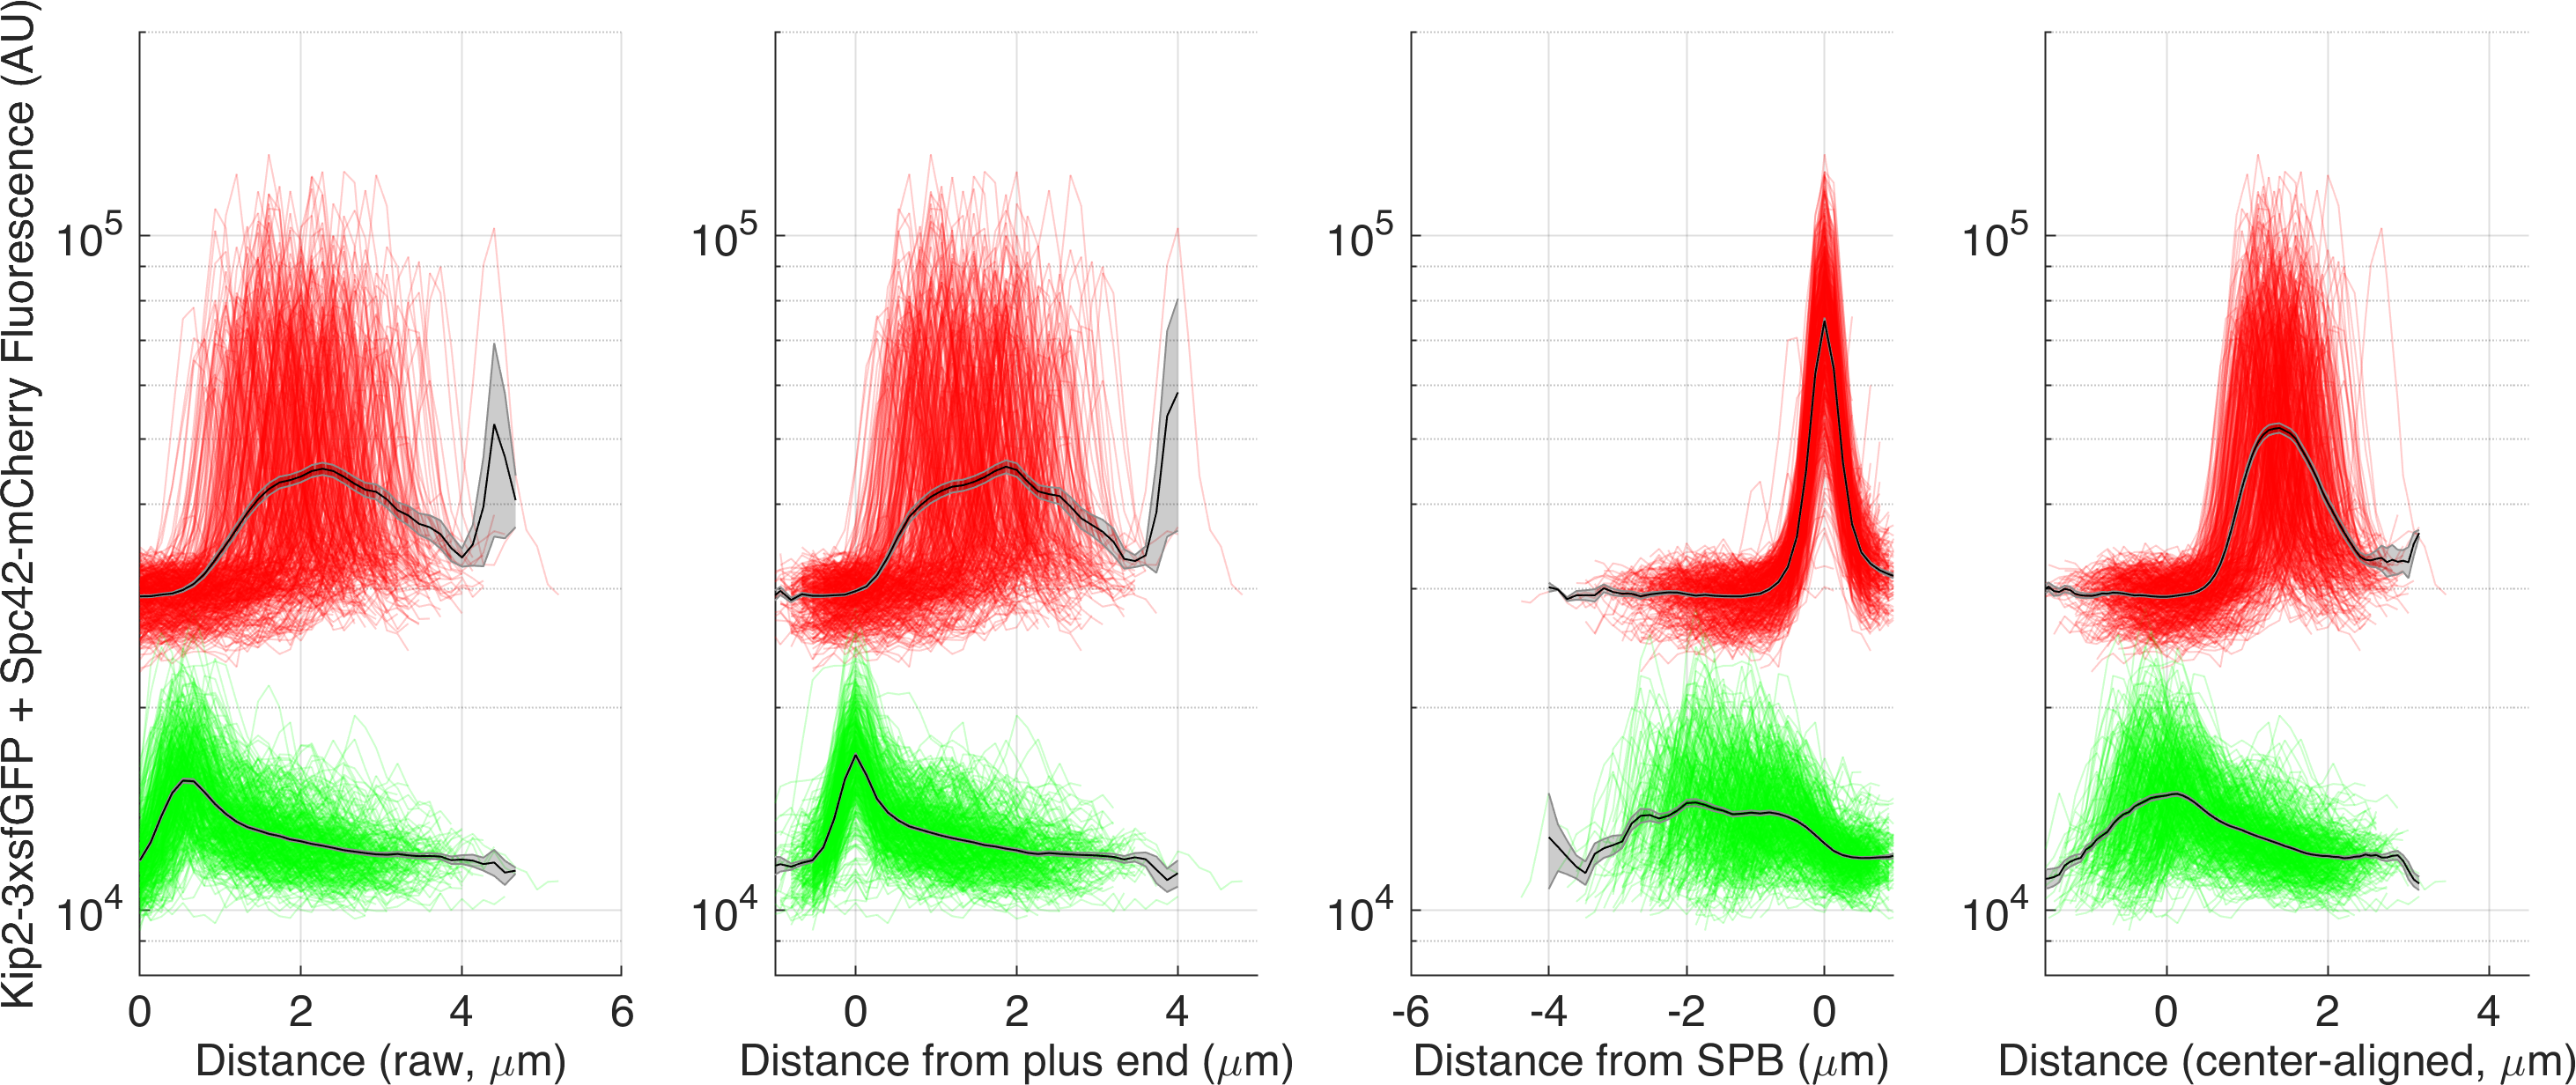 Kip2-3xsfGFP + Spc42-mCherry Fluorescence (AU)
10^5
10^4
0 2 4 6
Distance (raw, μm)
10^5
10^4
0 2 4
Distance from plus end (μm)
10^5
10^4
-6 -4 -2 0
Distance from SPB (μm)
10^5
10^4
0 2 4
Distance (center-aligned, μm)